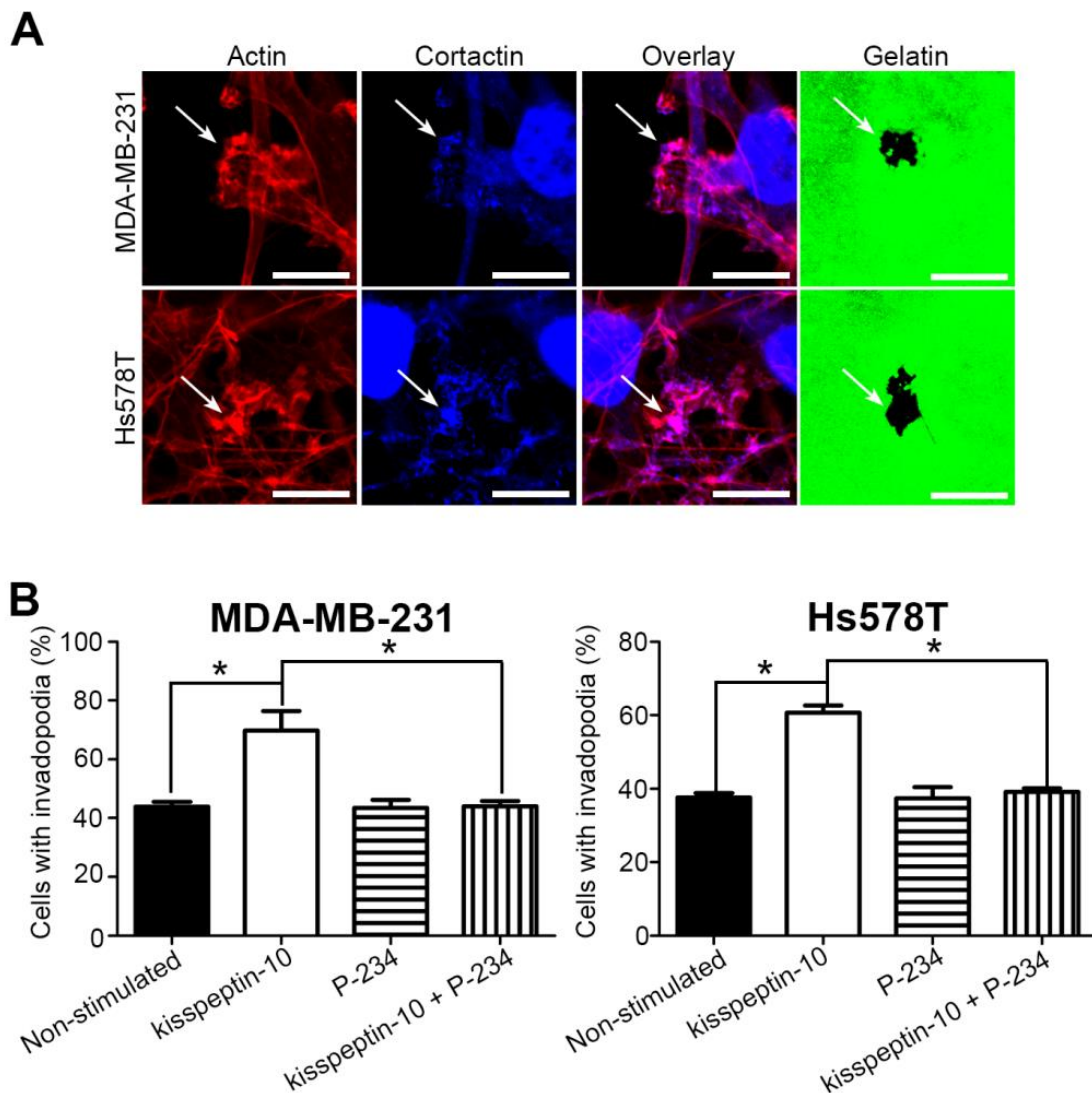 A
Actin Cortactin Overlay Gelatin
MDA-MB-231
Hs578T
B
MDA-MB-231
Cells with invadopodia (%)
100
80
60
40
20
0
* *
Non-stimulated
kisspeptin-10
P-234
kisspeptin-10 + P-234
Hs578T
Cells with invadopodia (%)
80
60
40
20
0
* *
Non-stimulated
kisspeptin-10
P-234
kisspeptin-10 + P-234